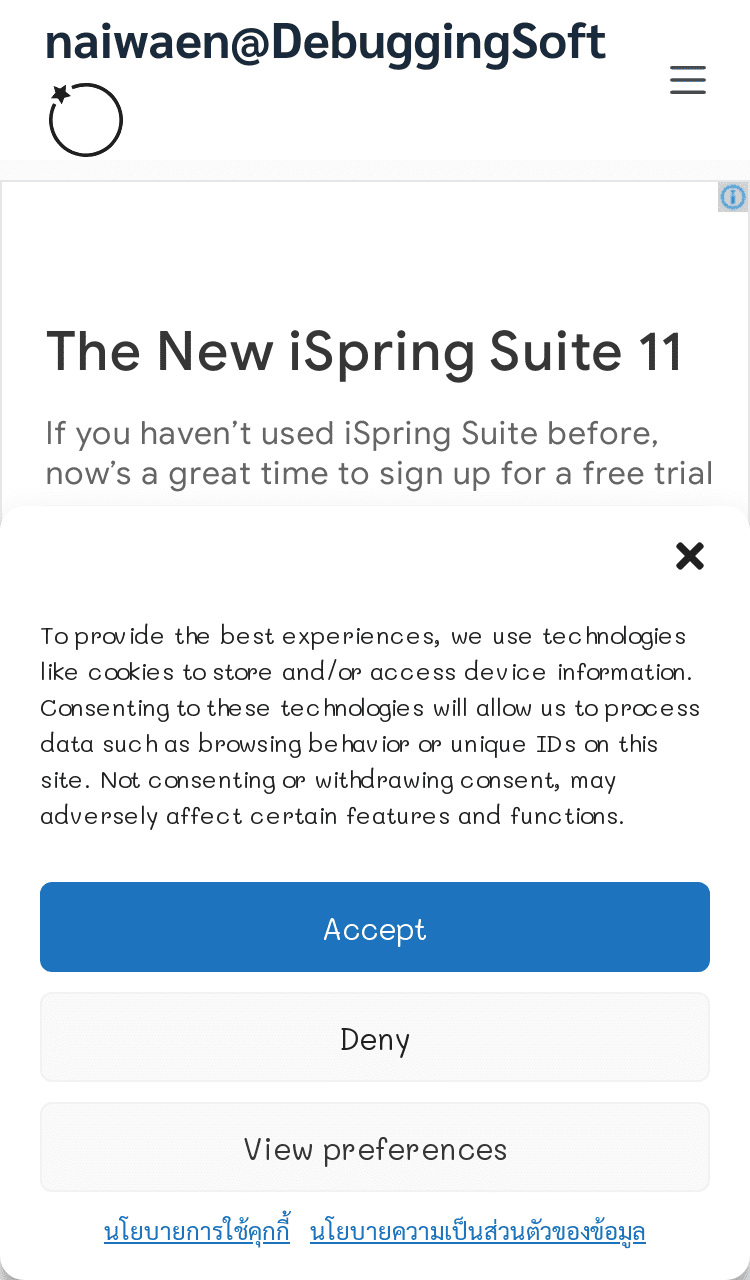 naiwaen@DebuggingSoft
The New iSpring Suite 11
If you haven’t used iSpring Suite before,
now’s a great time to sign up for a free trial
To provide the best experiences, we use technologies
like cookies to store and/or access device information.
Consenting to these technologies will allow us to process
data such as browsing behavior or unique IDs on this
site. Not consenting or withdrawing consent, may
adversely affect certain features and functions.
Accept
Deny
View preferences
นโยบายการใช้คุกกี้ นโยบายความเป็นส่วนตัวของข้อมูล